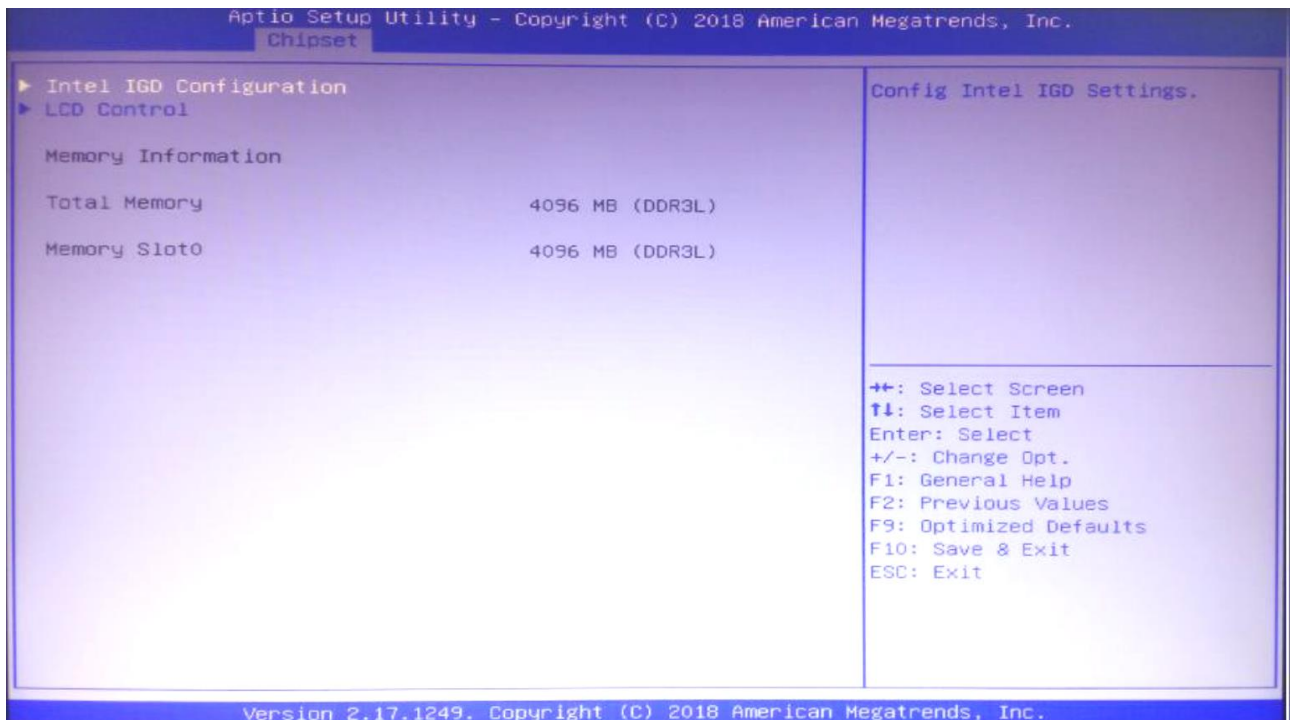 Aptio Setup Utility – Copyright (C) 2018 American Megatrends, Inc.
Chipset
▶ Intel IGD Configuration
▶ LCD Control
Memory Information
Total Memory 4096 MB (DDR3L)
Memory Slot0 4096 MB (DDR3L)
Config Intel IGD Settings.
→←: Select Screen
↑↓: Select Item
Enter: Select
+/-: Change Opt.
F1: General Help
F2: Previous Values
F9: Optimized Defaults
F10: Save & Exit
ESC: Exit
Version 2.17.1249. Copyright (C) 2018 American Megatrends, Inc.